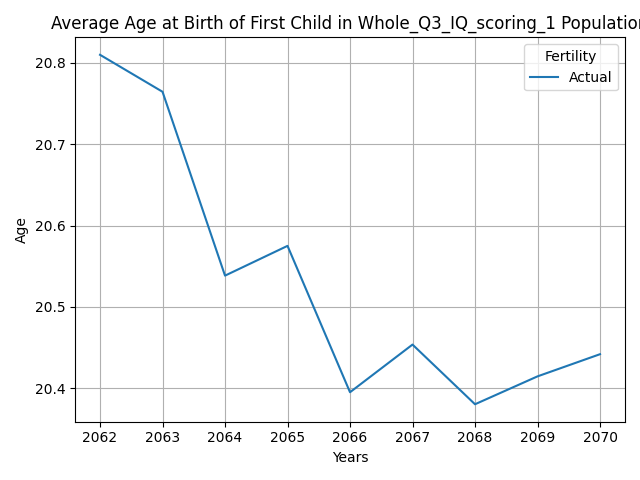 Average Age at Birth of First Child in Whole_Q3_IQ_scoring_1 Population
Fertility
Actual
20.8
20.7
20.6
20.5
20.4
Age
2062 2063 2064 2065 2066 2067 2068 2069 2070
Years